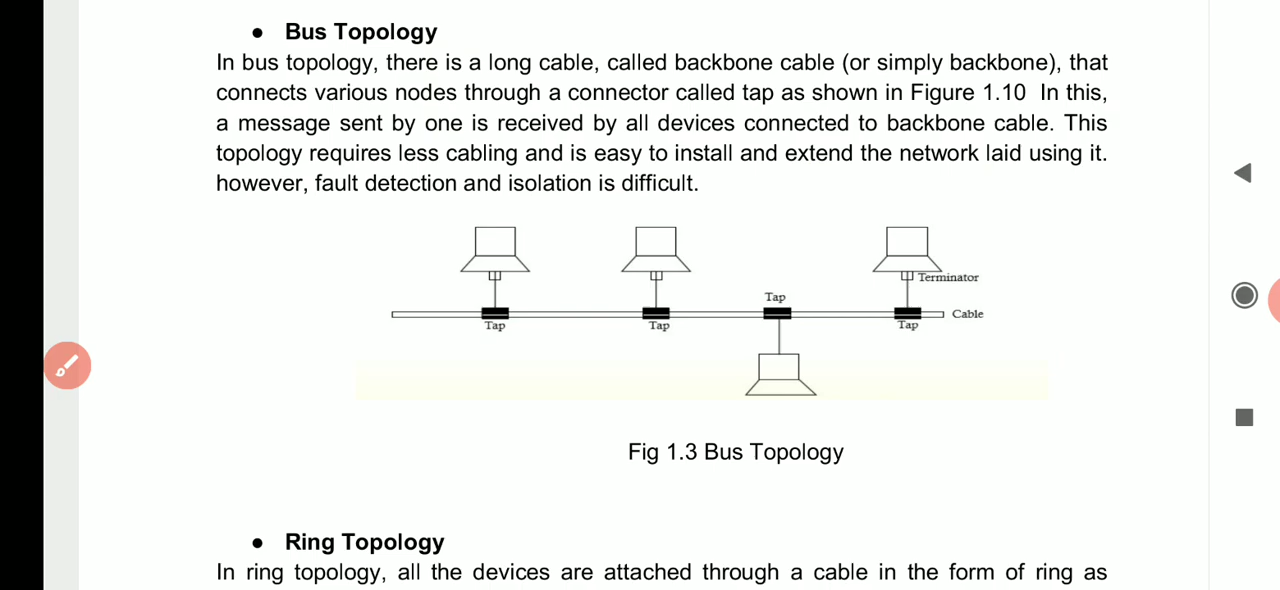 ● Bus Topology
In bus topology, there is a long cable, called backbone cable (or simply backbone), that
connects various nodes through a connector called tap as shown in Figure 1.10 In this,
a message sent by one is received by all devices connected to backbone cable. This
topology requires less cabling and is easy to install and extend the network laid using it.
however, fault detection and isolation is difficult.
Terminator
Tap
Cable
Tap
Tap
Tap
Fig 1.3 Bus Topology
● Ring Topology
In ring topology, all the devices are attached through a cable in the form of ring as